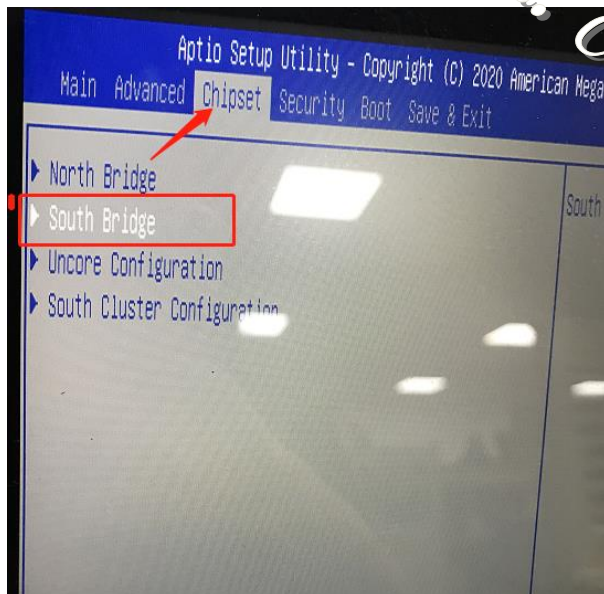 Aptio Setup Utility - Copyright (C) 2020 American Mega
Main Advanced Chipset Security Boot Save & Exit
North Bridge
South Bridge
South
Uncore Configuration
South Cluster Configuration